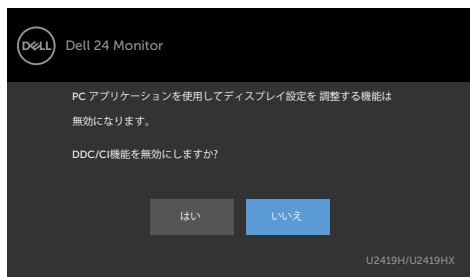 DELL Dell 24 Monitor
PC アプリケーションを使用してディスプレイ設定を 調整する機能は
無効になります。
DDC/CI機能を無効にしますか?
はい いいえ
U2419H/U2419HX